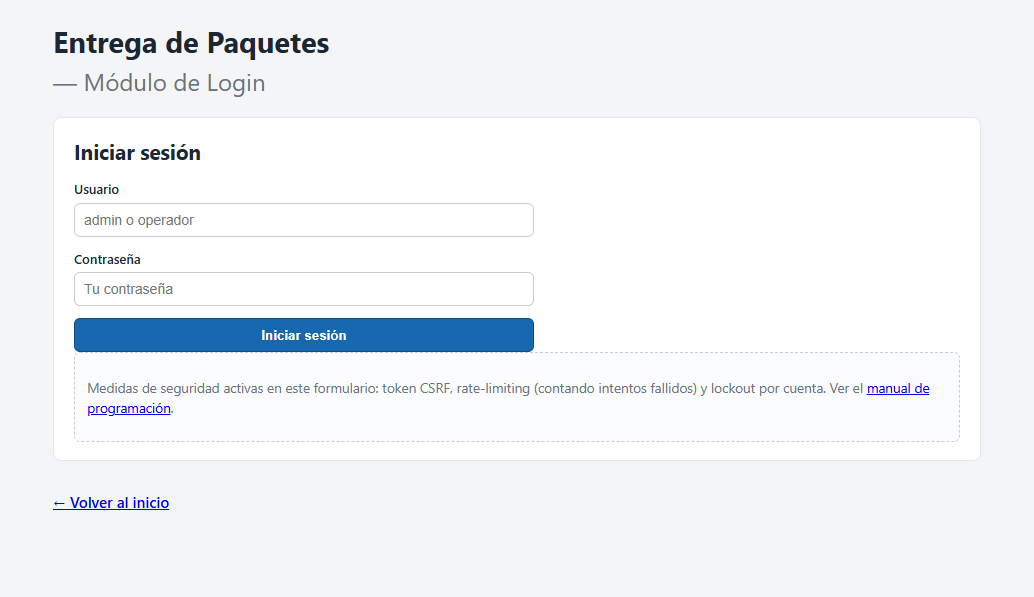 Entrega de Paquetes
— Módulo de Login
Iniciar sesión
Usuario
admin o operador
Contraseña
Tu contraseña
Iniciar sesión
Medidas de seguridad activas en este formulario: token CSRF, rate-limiting (contando intentos fallidos) y lockout por cuenta. Ver el manual de
programación.
← Volver al inicio